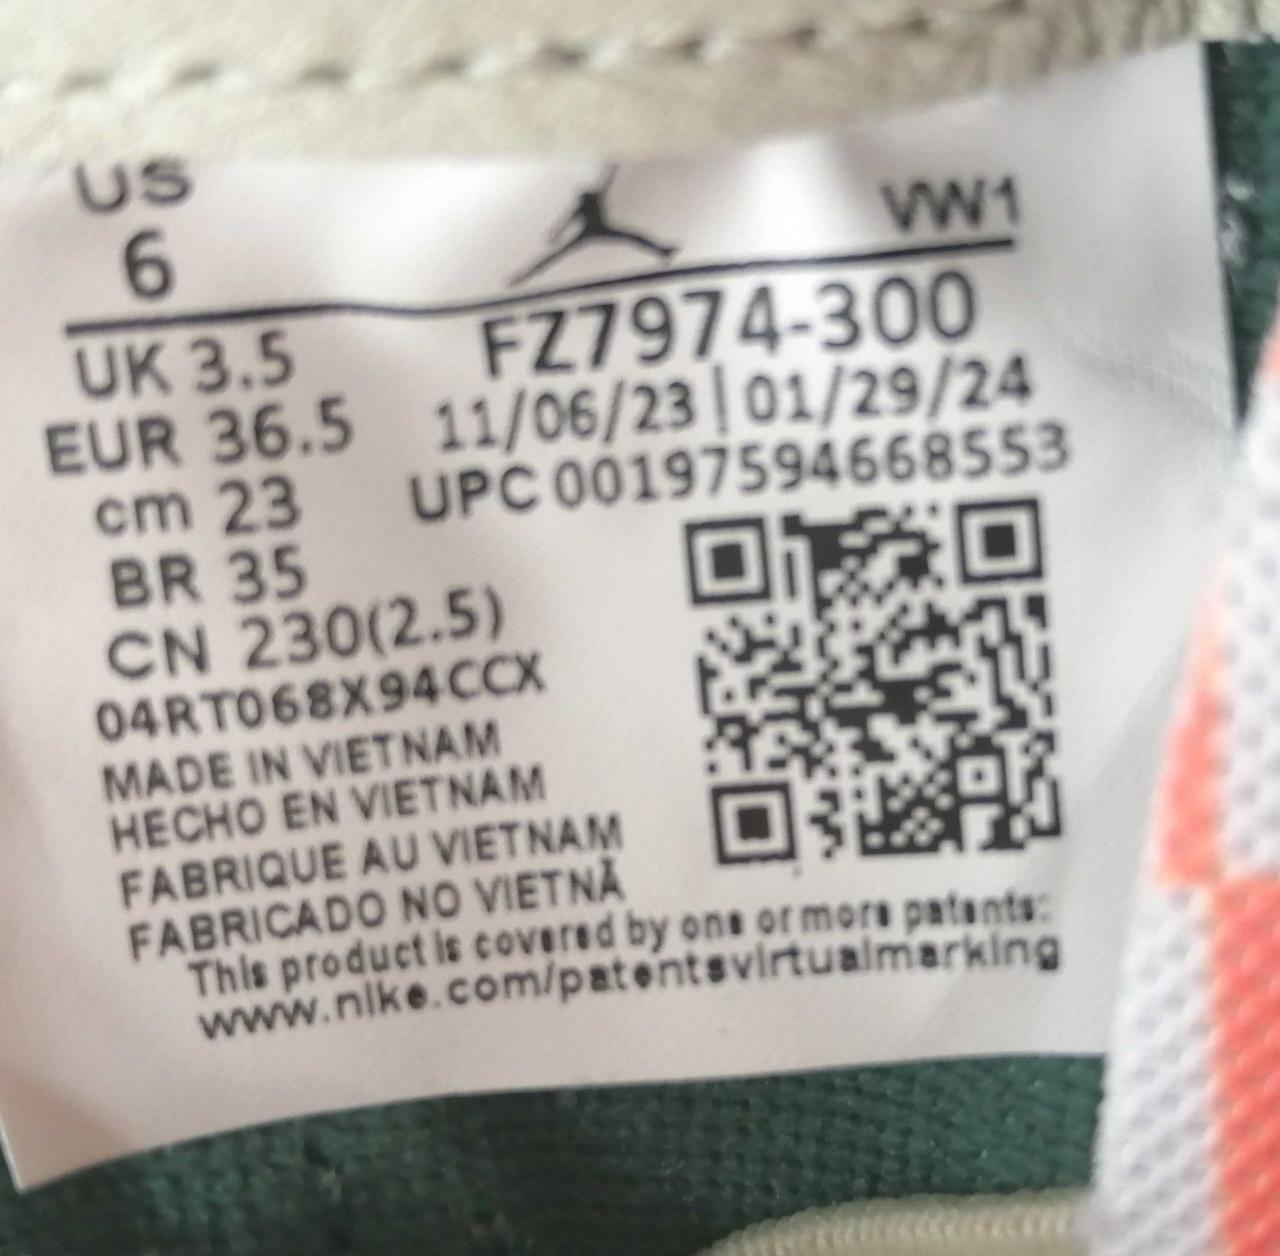 US
6
VW1
UK 3.5
FZ7974-300
EUR 36.5
11/06/23 | 01/29/24
cm 23
UPC 00197594668553
BR 35
CN 230(2.5)
04RT068X94CCX
MADE IN VIETNAM
HECHO EN VIETNAM
FABRIQUE AU VIETNAM
FABRICADO NO VIETNÃ
This product is covered by one or more patents:
www.nike.com/patentsvirtualmarking